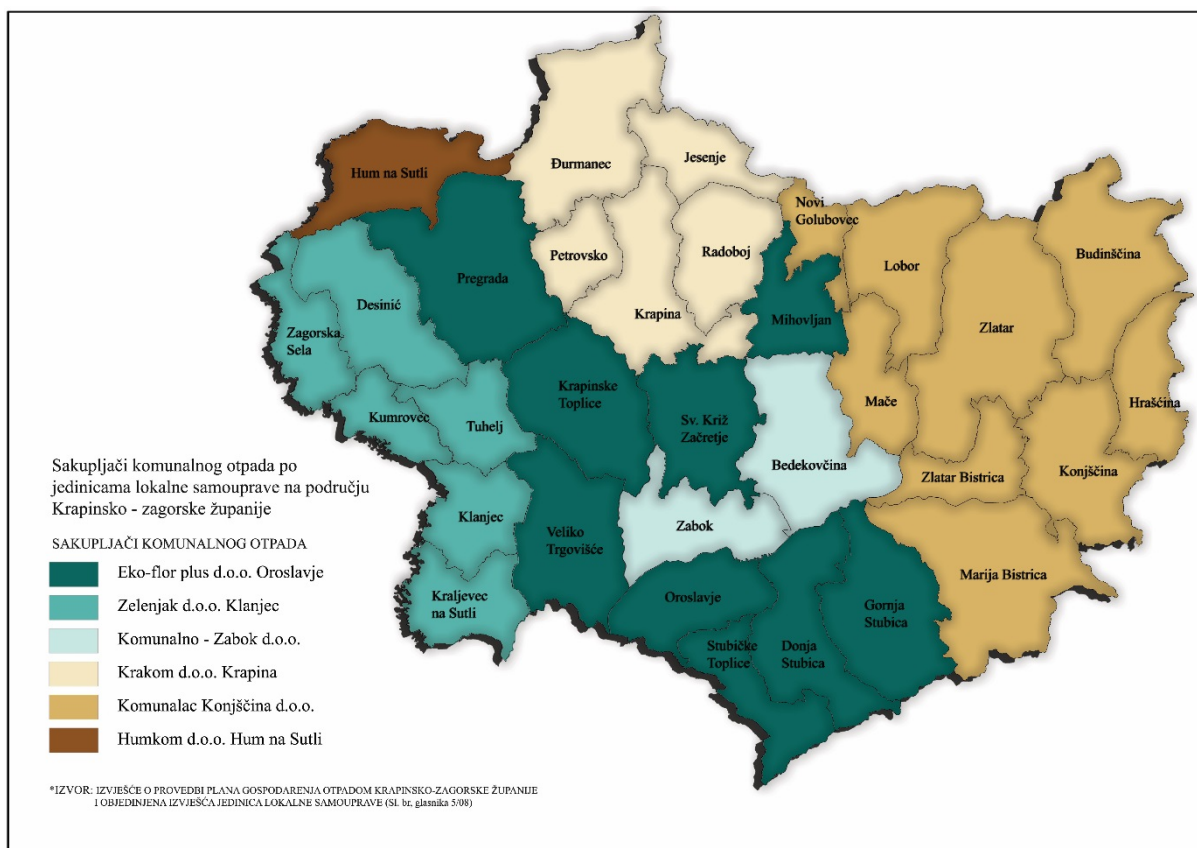 Hum na Sutli
Đurmanec
Jesenje
Novi
Golubovec
Petrovsko
Radoboj
Lobor
Budinščina
Pregrada
Desinić
Krapina
Mihovljan
Zlatar
Zagorska
Sela
Krapinske
Toplice
Mače
Hrašćina
Kumrovec
Tuhelj
Sv. Križ
Začretje
Bedekovčina
Zlatar Bistrica
Konjščina
Klanjec
Veliko
Trgovišće
Zabok
Marija Bistrica
Kraljevec
na Sutli
Oroslavje
Gornja
Stubica
Stubičke
Toplice
Donja
Stubica
Sakupljači komunalnog otpada po
jedinicama lokalne samouprave na području
Krapinsko - zagorske županije
SAKUPLJAČI KOMUNALNOG OTPADA
Eko-flor plus d.o.o. Oroslavje
Zelenjak d.o.o. Klanjec
Komunalno - Zabok d.o.o.
Krakom d.o.o. Krapina
Komunalac Konjščina d.o.o.
Humkom d.o.o. Hum na Sutli
*IZVOR: IZVJEŠĆE O PROVEDBI PLANA GOSPODARENJA OTPADOM KRAPINSKO-ZAGORSKE ŽUPANIJE
I OBJEDINJENA IZVJEŠĆA JEDINICA LOKALNE SAMOUPRAVE (Sl. br. glasnika 5/08)